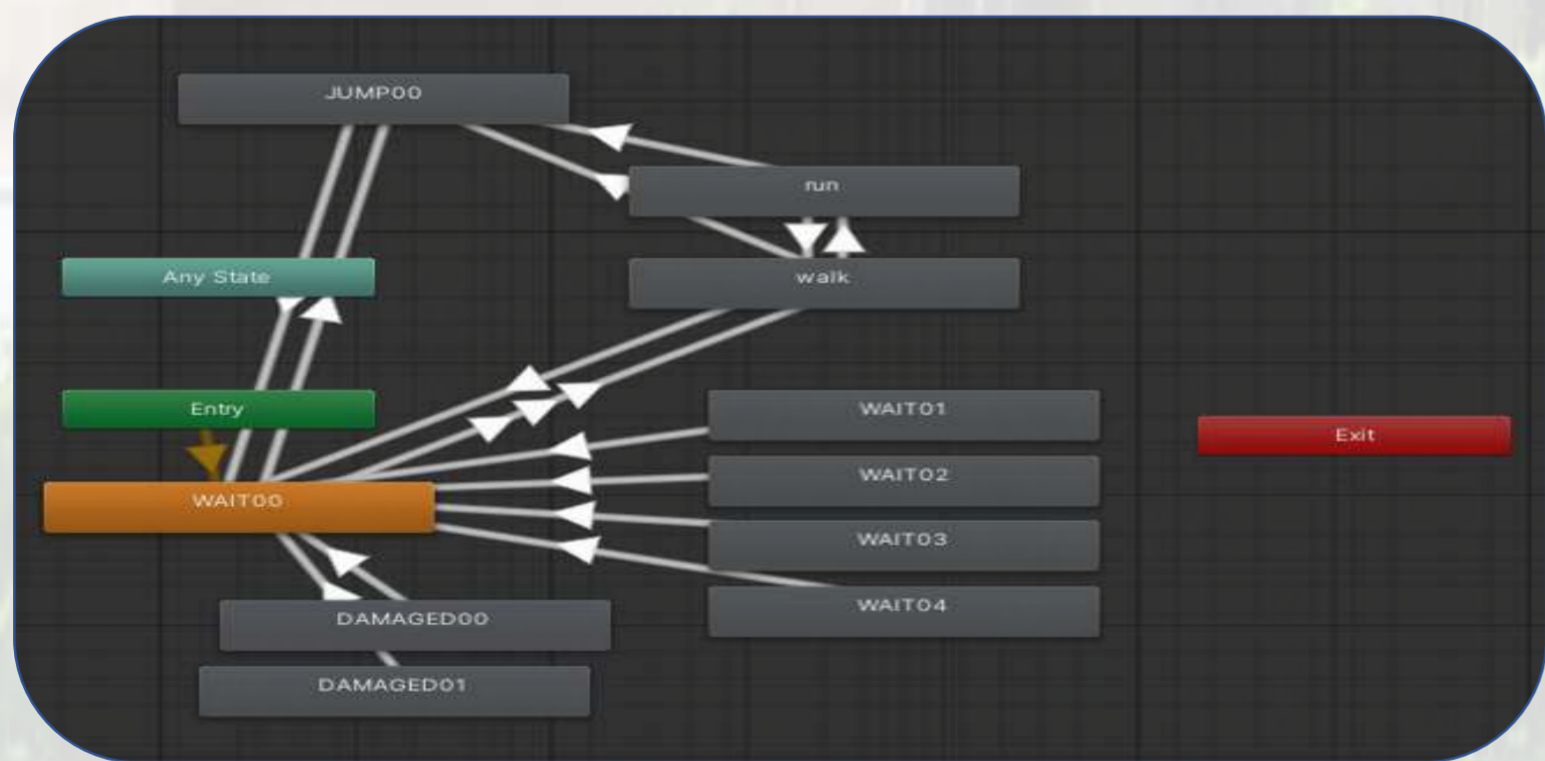 JUMP00
run
Any State
walk
Entry
WAIT01
Exit
WAIT02
WAIT00
WAIT03
WAIT04
DAMAGED00
DAMAGED01